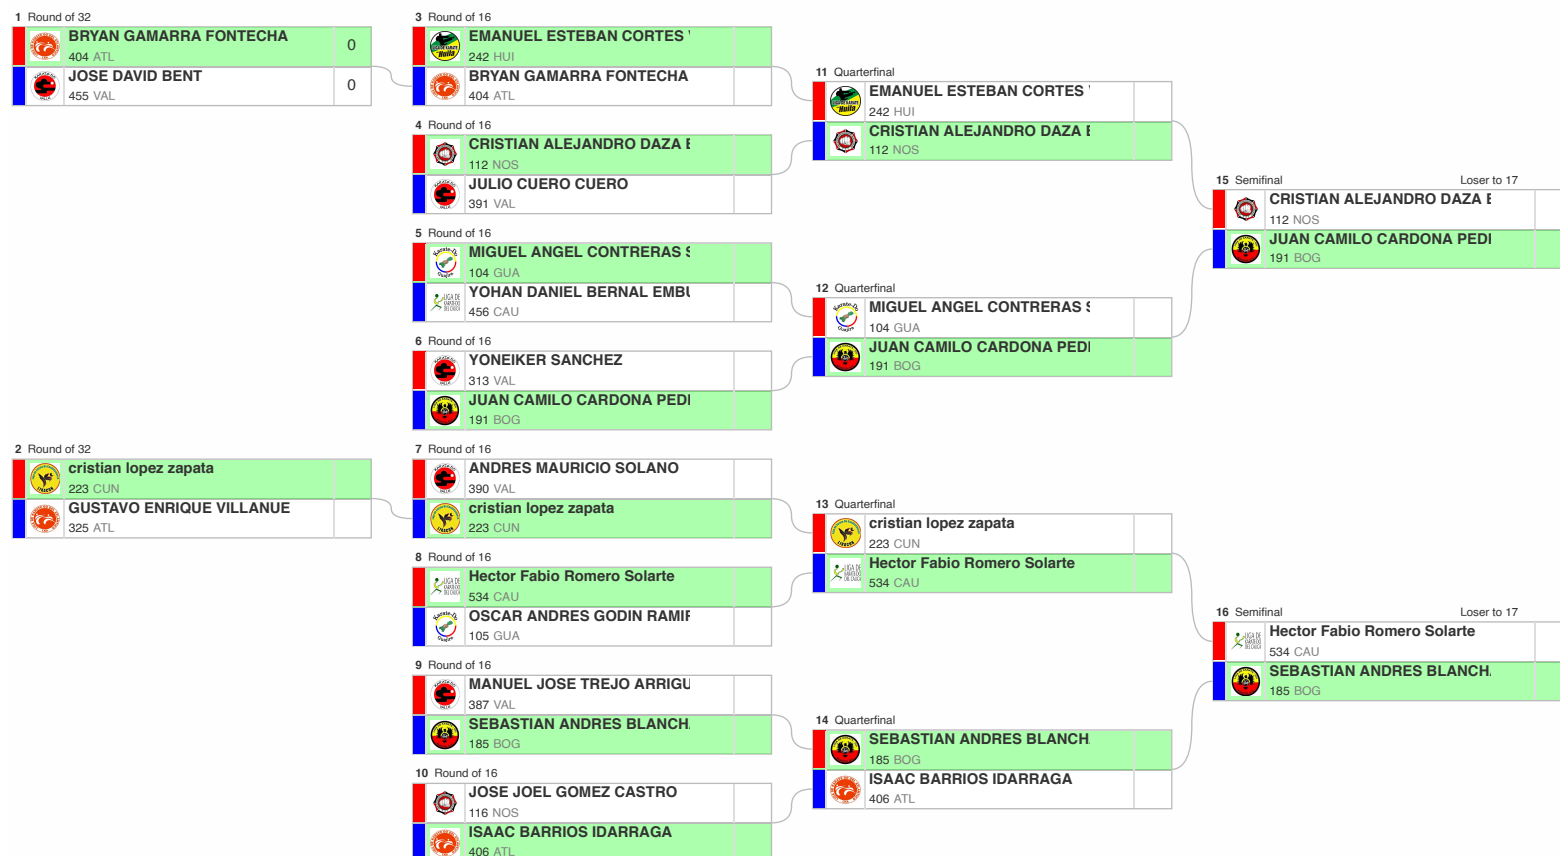 1 Round of 32
BRYAN GAMARRA FONTECHA 0
404 ATL
JOSE DAVID BENT 0
455 VAL
2 Round of 32
cristian lopez zapata
223 CUN
GUSTAVO ENRIQUE VILLANUE
325 ATL
3 Round of 16
EMANUEL ESTEBAN CORTES
242 HUI
BRYAN GAMARRA FONTECHA
404 ATL
4 Round of 16
CRISTIAN ALEJANDRO DAZA
112 NOS
JULIO CUERO CUERO
391 VAL
5 Round of 16
MIGUEL ANGEL CONTRERAS
104 GUA
YOHAN DANIEL BERNAL EMBU
456 CAU
6 Round of 16
YONEIKER SANCHEZ
313 VAL
JUAN CAMILO CARDONA PEDI
191 BOG
7 Round of 16
ANDRES MAURICIO SOLANO
390 VAL
cristian lopez zapata
223 CUN
8 Round of 16
Hector Fabio Romero Solarte
534 CAU
OSCAR ANDRES GODIN RAMIF
105 GUA
9 Round of 16
MANUEL JOSE TREJO ARRIGU
387 VAL
SEBASTIAN ANDRES BLANCH
185 BOG
10 Round of 16
JOSE JOEL GOMEZ CASTRO
116 NOS
ISAAC BARRIOS IDARRAGA
406 ATL
11 Quarterfinal
EMANUEL ESTEBAN CORTES
242 HUI
CRISTIAN ALEJANDRO DAZA
112 NOS
12 Quarterfinal
MIGUEL ANGEL CONTRERAS
104 GUA
JUAN CAMILO CARDONA PEDI
191 BOG
13 Quarterfinal
cristian lopez zapata
223 CUN
Hector Fabio Romero Solarte
534 CAU
14 Quarterfinal
SEBASTIAN ANDRES BLANCH
185 BOG
ISAAC BARRIOS IDARRAGA
406 ATL
15 Semifinal Loser to 17
CRISTIAN ALEJANDRO DAZA
112 NOS
JUAN CAMILO CARDONA PEDI
191 BOG
16 Semifinal Loser to 17
Hector Fabio Romero Solarte
534 CAU
SEBASTIAN ANDRES BLANCH
185 BOG